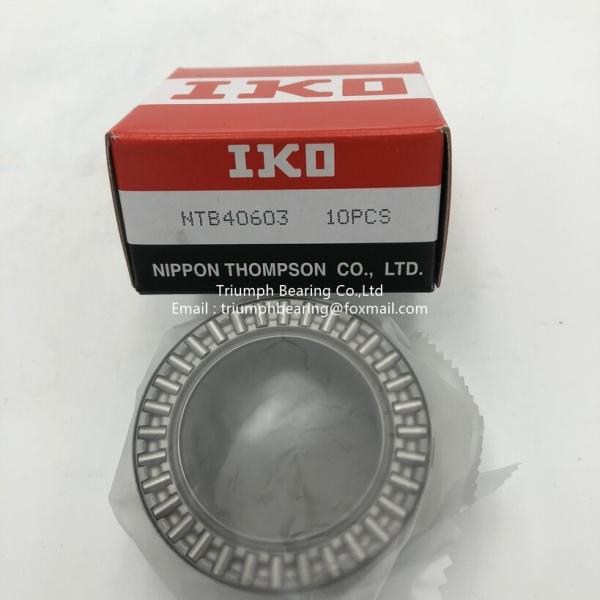 IKO
IKO
NTB40603 10PCS
NIPPON THOMPSON CO., LTD.
Triumph Bearing Co.,Ltd
Email : triumphbearing@foxmail.com